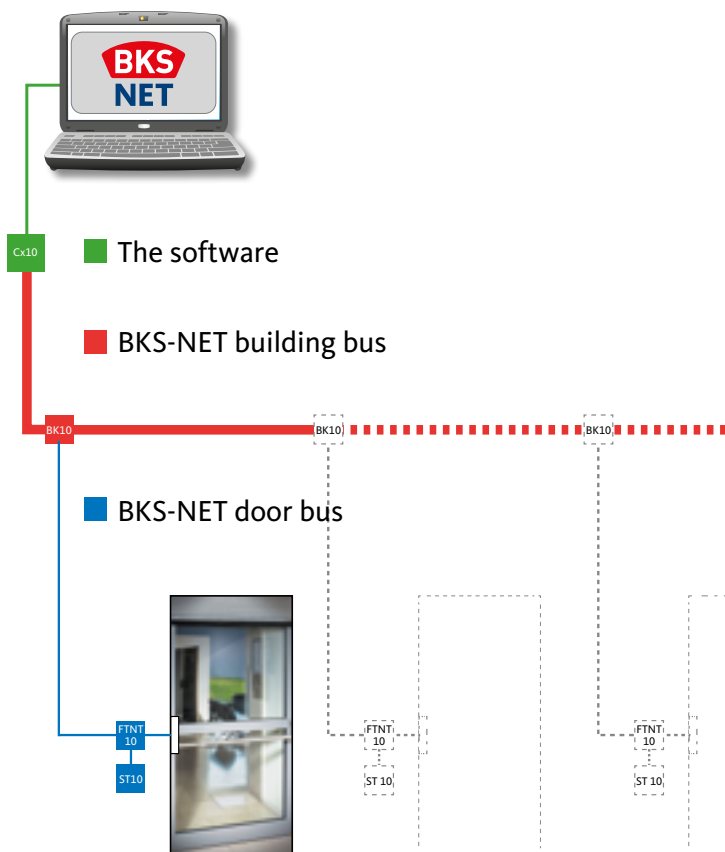 BKS
NET
Cx10
The software
BKS-NET building bus
BK10
BK10
BK10
BKS-NET door bus
FTNT
10
ST10
FTNT
10
ST 10
FTNT
10
ST 10